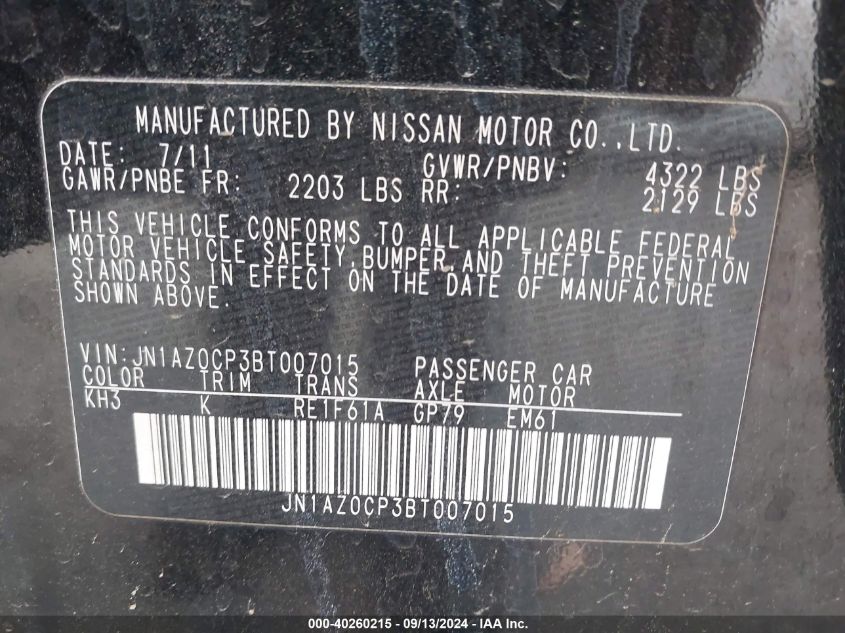 MANUFACTURED BY NISSAN MOTOR CO.,LTD.
DATE: 7/11 GVWR/PNBV: 4322 LBS
GAWR/PNBE FR: 2203 LBS RR: 2129 LBS
THIS VEHICLE CONFORMS TO ALL APPLICABLE FEDERAL
MOTOR VEHICLE SAFETY,BUMPER,AND THEFT PREVENTION
STANDARDS IN EFFECT ON THE DATE OF MANUFACTURE
SHOWN ABOVE.
VIN:JN1AZ0CP3BT007015 PASSENGER CAR
COLOR TRIM TRANS AXLE MOTOR
KH3 K RE1F61A GP79 EM61
JN1AZ0CP3BT007015
000-40260215 - 09/13/2024 - IAA Inc.